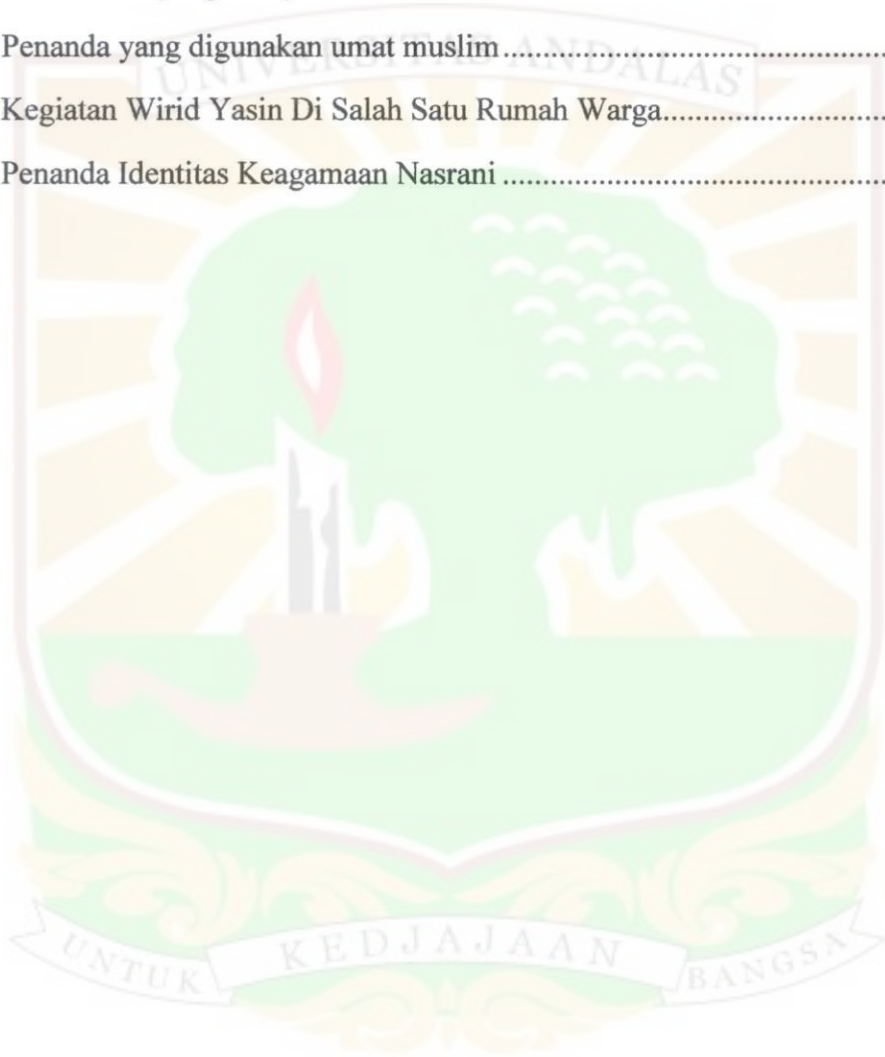 Penanda yang digunakan umat muslim................................................
UNIVERSITAS ANDALAS
Kegiatan Wirid Yasin Di Salah Satu Rumah Warga............................
Penanda Identitas Keagamaan Nasrani ................................................
UNTUK KEDJAJAAN BANGSA